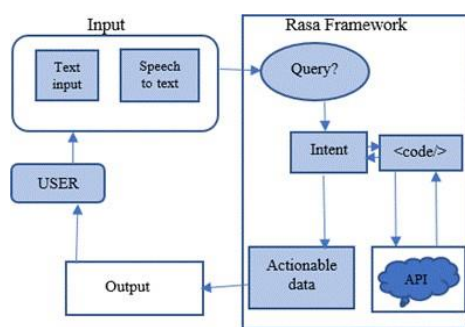 Input
Rasa Framework
Text
input
Speech
to text
Query?
Intent
<code/>
USER
Output
Actionable
data
API